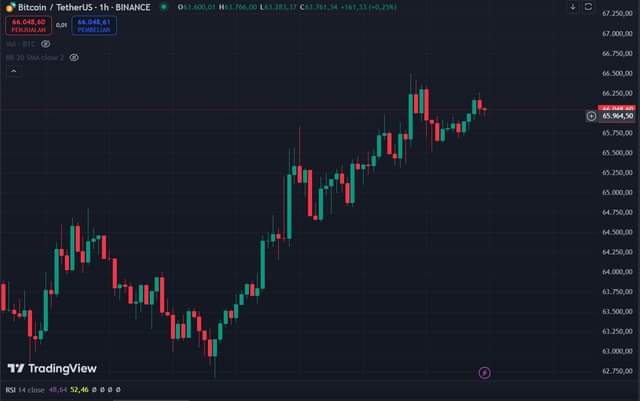 Bitcoin / TetherUS · 1h · BINANCE O63.600,01 H63.766,00 L63.283,37 C63.761,34 +161,33 (+0,25%)
66.048,60 0,01 66.048,61
PENJUALAN PEMBELIAN
Vol · BTC
BB 20 SMA close 2
67.250,00
67.000,00
66.750,00
66.500,00
66.250,00
66.048,60
65.964,50
65.750,00
65.500,00
65.250,00
65.000,00
64.750,00
64.500,00
64.250,00
64.000,00
63.750,00
63.500,00
63.250,00
63.000,00
62.750,00
TradingView
RSI 14 close 48,64 52,46 Ø Ø Ø Ø